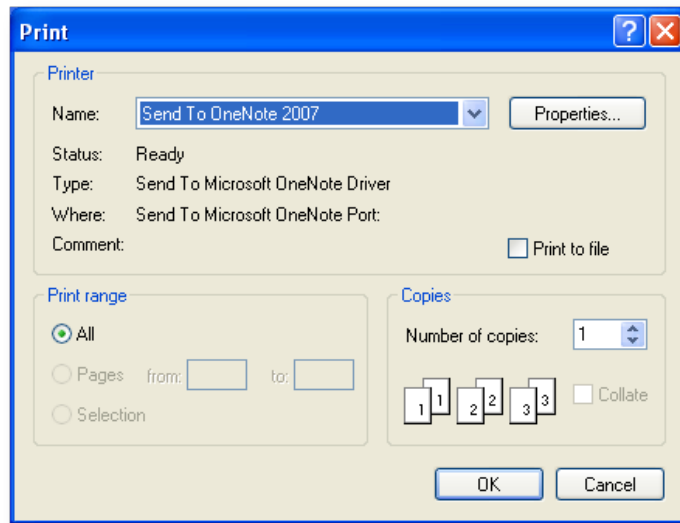 Print
Printer
Name: Send To OneNote 2007 Properties...
Status: Ready
Type: Send To Microsoft OneNote Driver
Where: Send To Microsoft OneNote Port:
Comment: Print to file
Print range
All
Pages from: to:
Selection
Copies
Number of copies: 1
1 1 2 2 3 3 Collate
OK Cancel